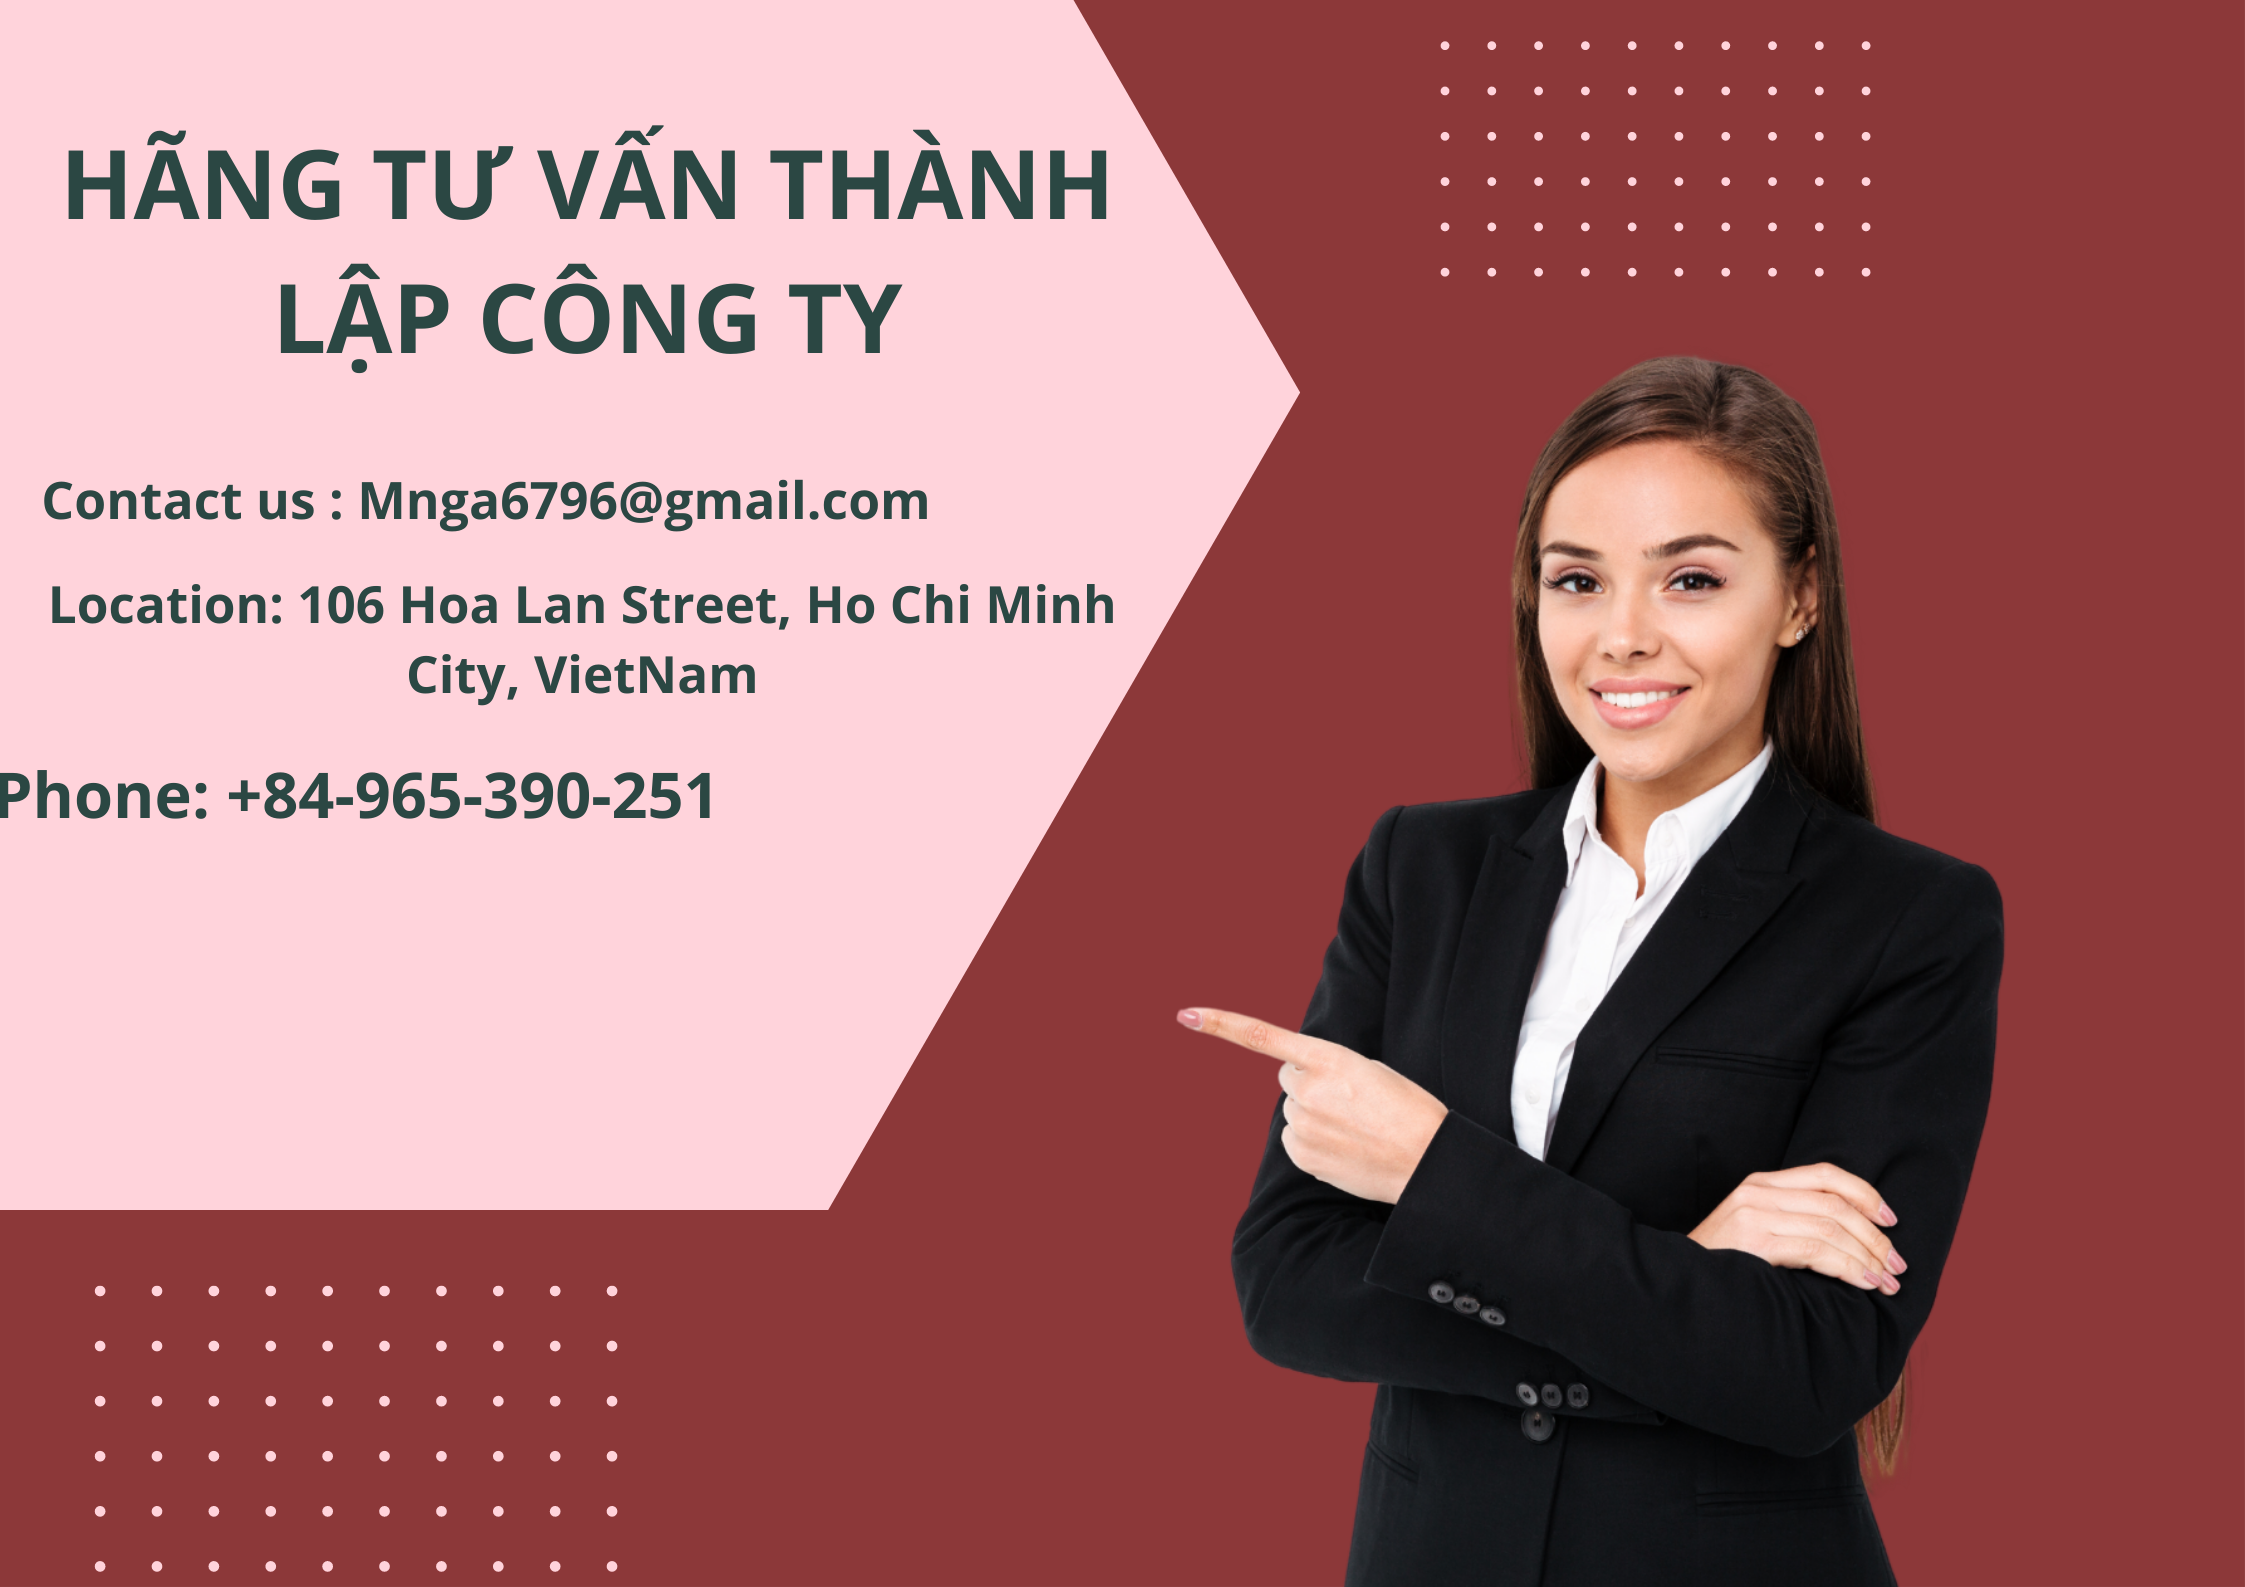 HÃNG TƯ VẤN THÀNH
LẬP CÔNG TY
Contact us : Mnga6796@gmail.com
Location: 106 Hoa Lan Street, Ho Chi Minh
City, VietNam
Phone: +84-965-390-251